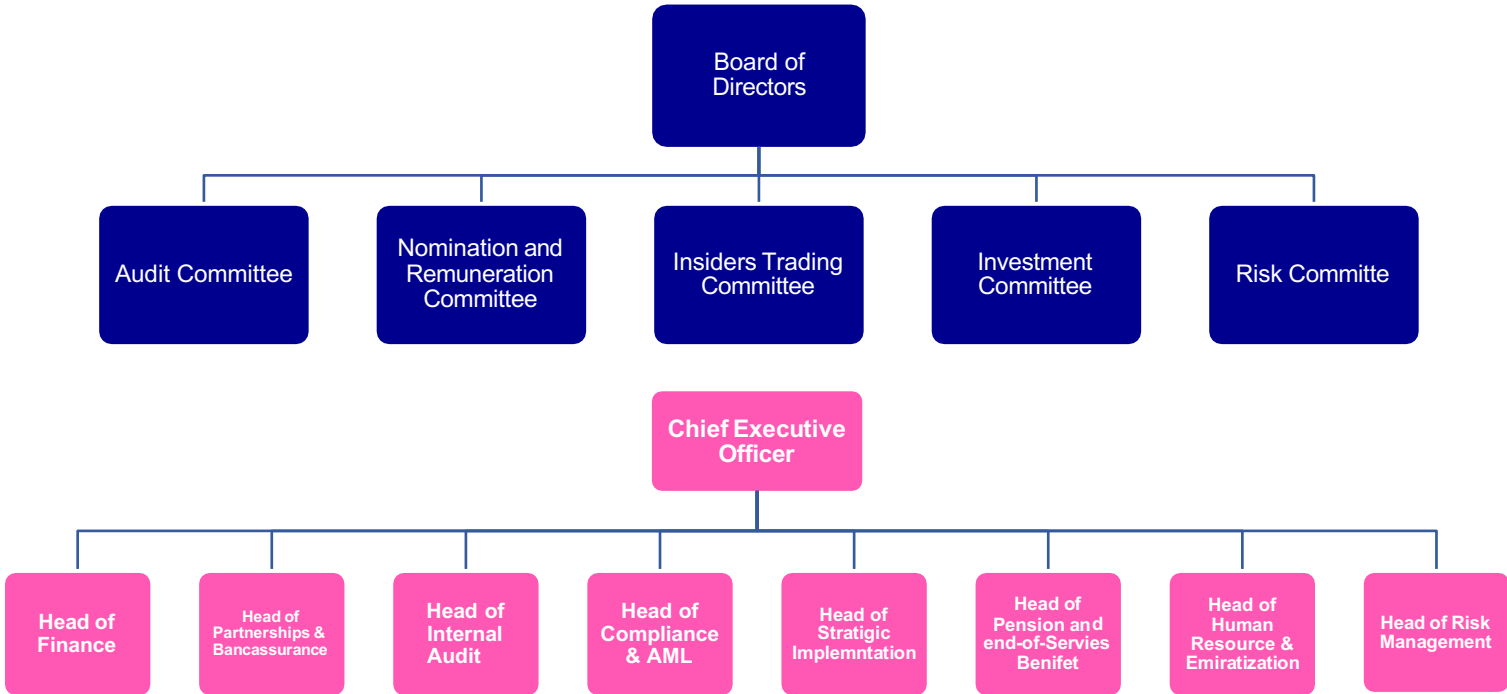 Board of
Directors
Audit Committee
Nomination and
Remuneration
Committee
Insiders Trading
Committee
Investment
Committee
Risk Committe
Chief Executive
Officer
Head of
Finance
Head of
Partnerships &
Bancassurance
Head of
Internal
Audit
Head of
Compliance
& AML
Head of
Stratigic
Implemntation
Head of
Pension and
end-of-Servies
Benifet
Head of
Human
Resource &
Emiratization
Head of Risk
Management